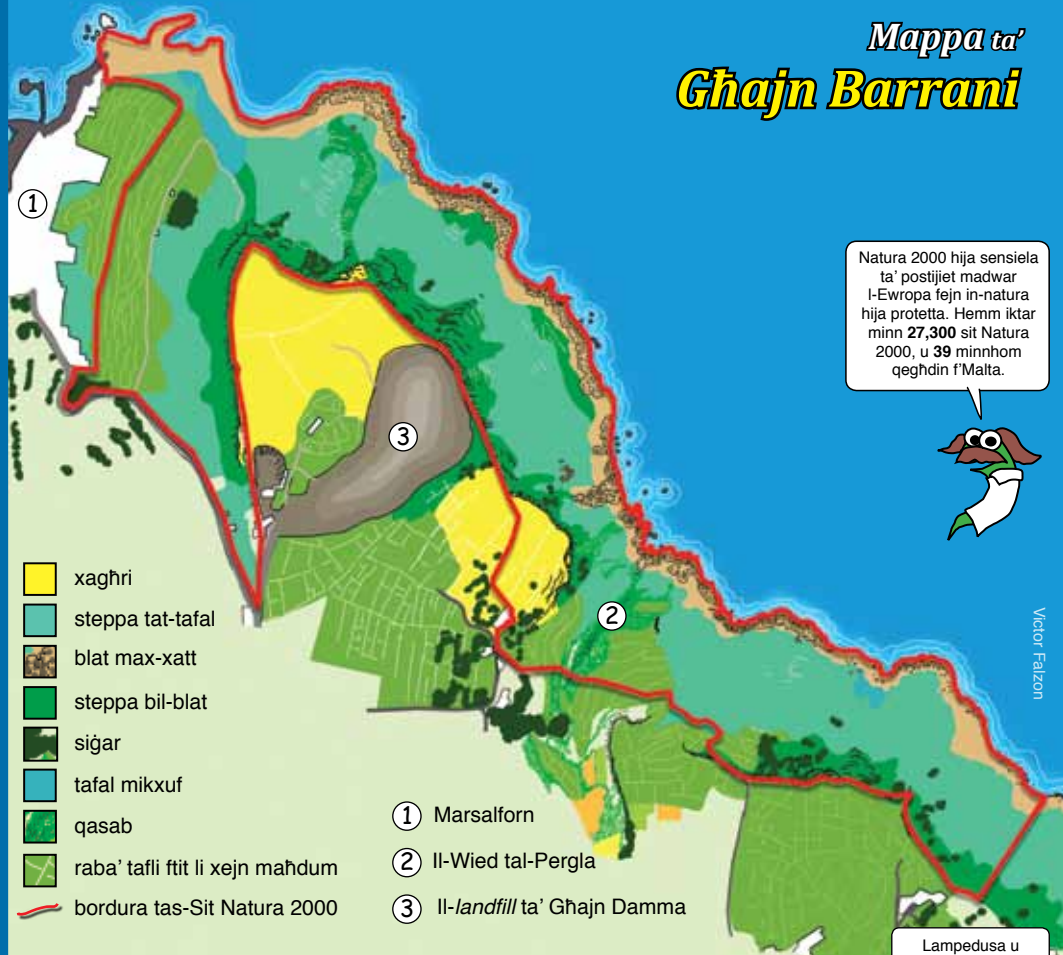 Mappa ta'
Għajn Barrani
1
Natura 2000 hija sensiela
ta' postijiet madwar
l-Ewropa fejn in-natura
hija protetta. Hemm iktar
minn 27,300 sit Natura
2000, u 39 minnhom
qegħdin f'Malta.
3
2
xagħri
steppa tat-tafal
blat max-xatt
steppa bil-blat
siġar
tafal mikxuf
qasab
raba' tafli ftit li xejn maħdum
bordura tas-Sit Natura 2000
1 Marsalforn
2 Il-Wied tal-Pergla
3 Il-landfill ta' Għajn Damma
Victor Falzon
Lampedusa u